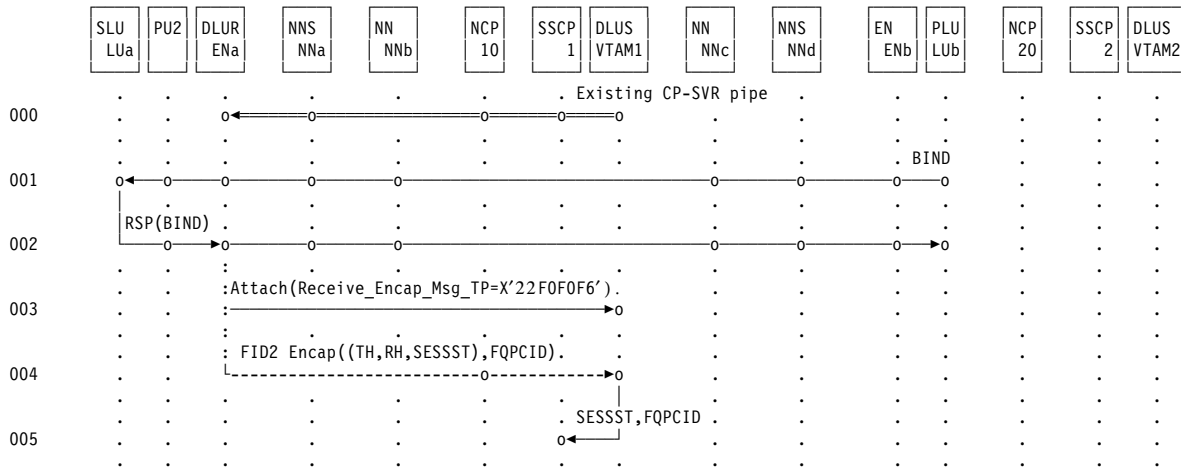 SLU PU2 DLUR NNS NN NCP SSCP DLUS NN NNS EN PLU NCP SSCP DLUS
LUa ENa NNa NNb 10 1 VTAM1 NNc NNd ENb LUb 20 2 VTAM2
Existing CP-SVR pipe
000
BIND
001
RSP(BIND)
002
Attach(Receive_Encap_Msg_TP=X'22F0F0F6').
003
FID2 Encap((TH,RH,SESSST),FQPCID).
004
SESSST,FQPCID
005